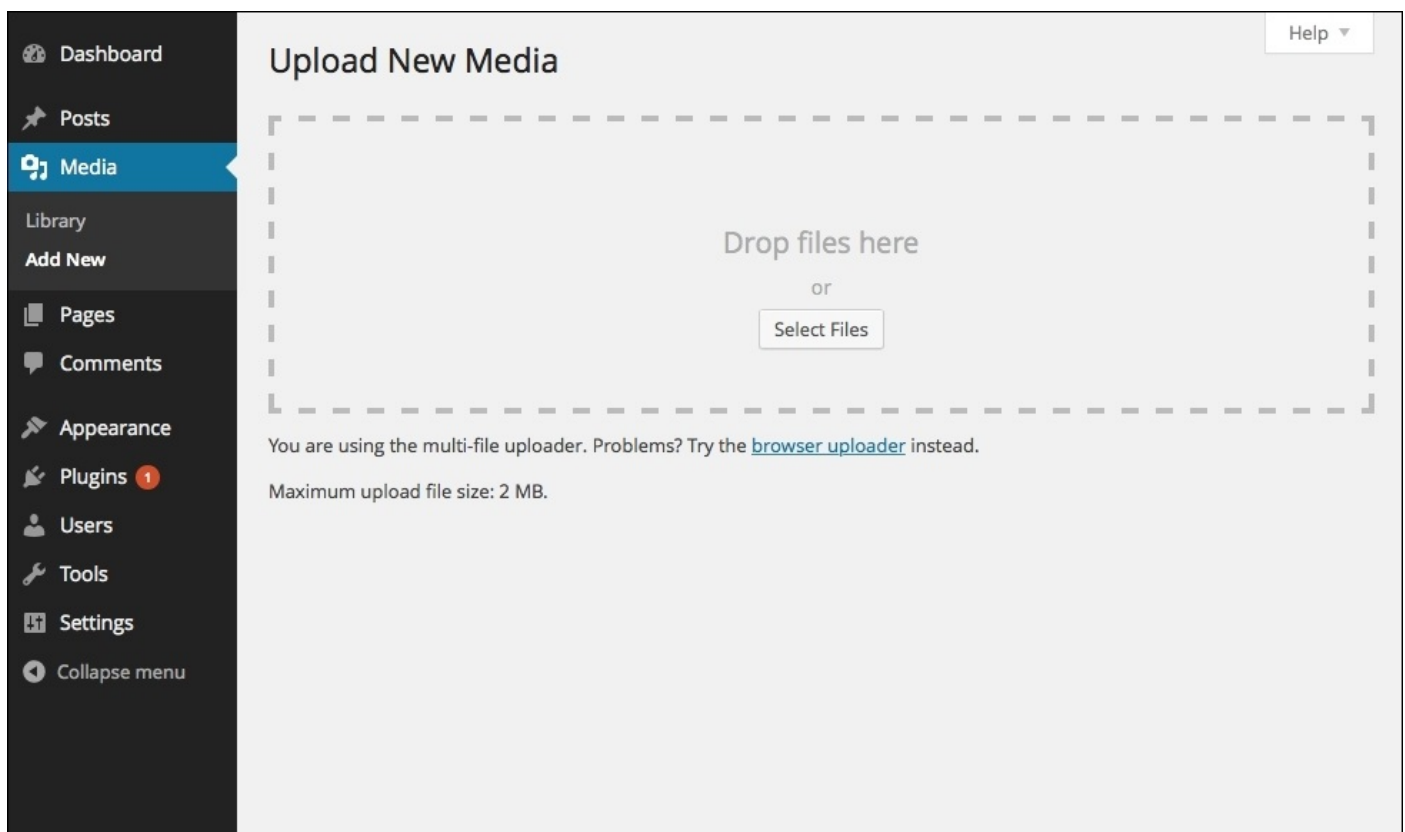 Dashboard
Posts
Media
Library
Add New
Pages
Comments
Appearance
Plugins 1
Users
Tools
Settings
Collapse menu
Help
Upload New Media
Drop files here
or
Select Files
You are using the multi-file uploader. Problems? Try the browser uploader instead.
Maximum upload file size: 2 MB.